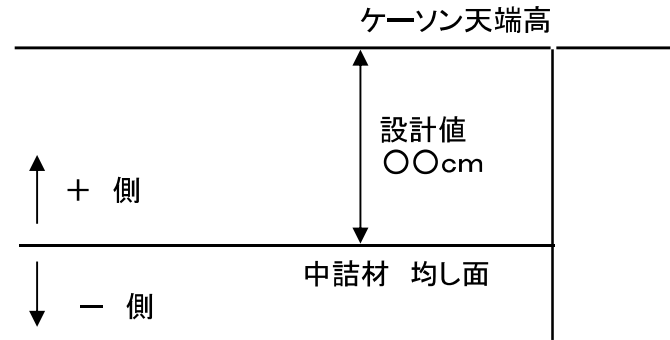 ケーソン天端高
設計値
○○cm
＋ 側
中詰材 均し面
－ 側